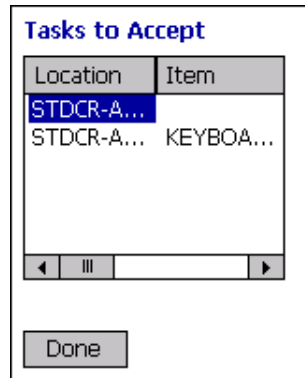 Tasks to Accept
Location Item
STDCR-A...
STDCR-A... KEYBOA...
Done